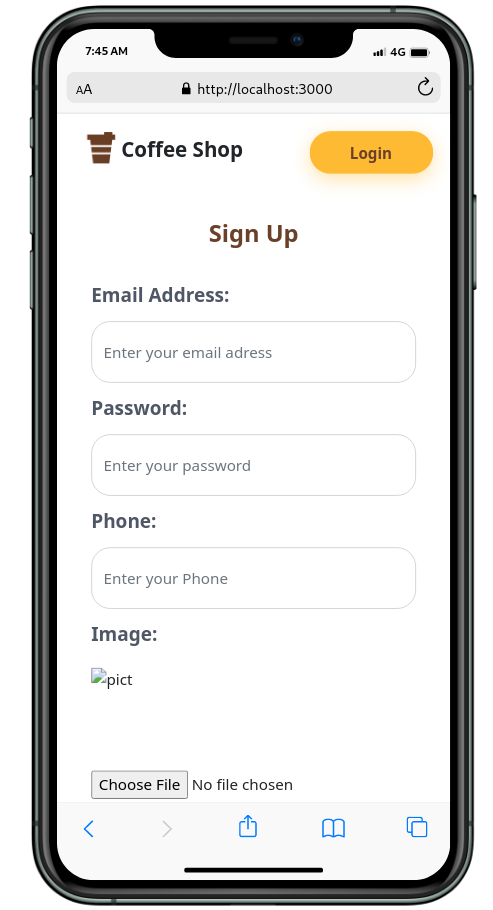 7:45 AM
4G
AA
http://localhost:3000
Coffee Shop
Login
Sign Up
Email Address:
Enter your email adress
Password:
Enter your password
Phone:
Enter your Phone
Image:
pict
Choose File No file chosen